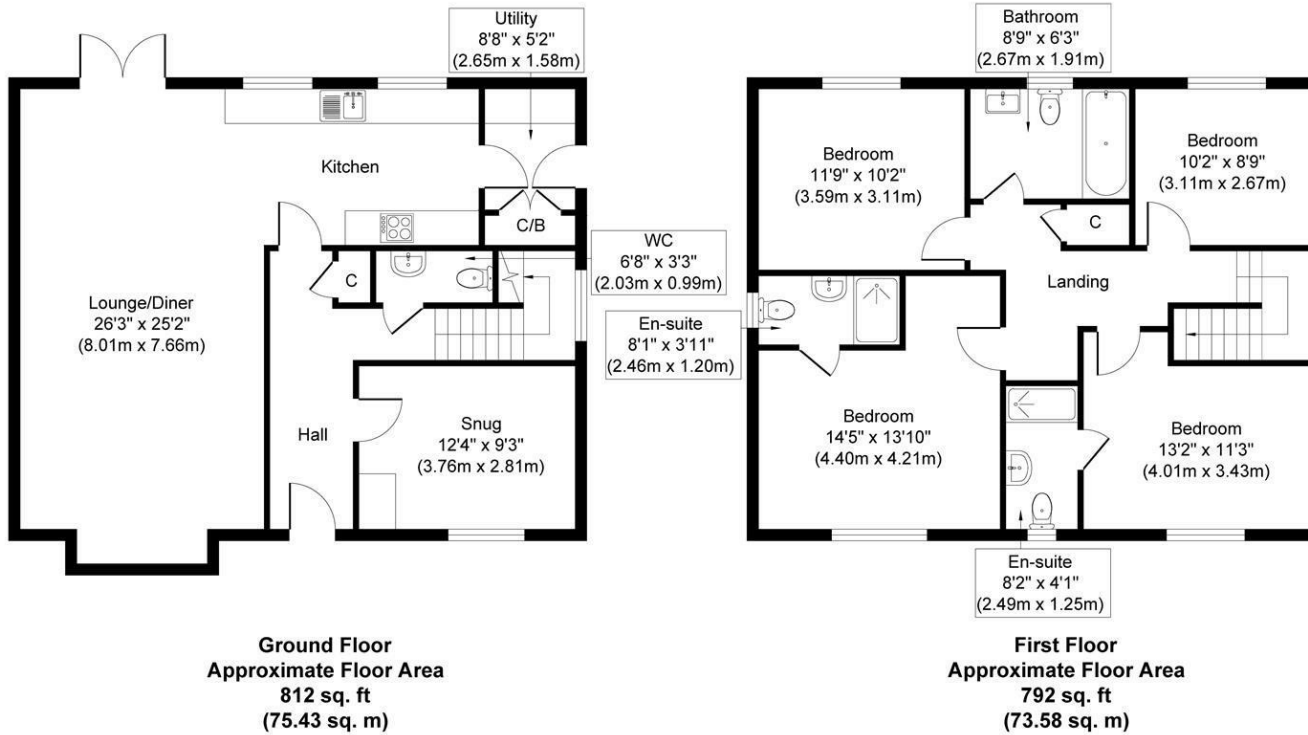 Utility
8'8" x 5'2"
(2.65m x 1.58m)
Kitchen
C/B
WC
6'8" x 3'3"
(2.03m x 0.99m)
C
Lounge/Diner
26'3" x 25'2"
(8.01m x 7.66m)
Hall
Snug
12'4" x 9'3"
(3.76m x 2.81m)
Ground Floor
Approximate Floor Area
812 sq. ft
(75.43 sq. m)
Bathroom
8'9" x 6'3"
(2.67m x 1.91m)
Bedroom
11'9" x 10'2"
(3.59m x 3.11m)
Bedroom
10'2" x 8'9"
(3.11m x 2.67m)
C
Landing
En-suite
8'1" x 3'11"
(2.46m x 1.20m)
Bedroom
14'5" x 13'10"
(4.40m x 4.21m)
Bedroom
13'2" x 11'3"
(4.01m x 3.43m)
En-suite
8'2" x 4'1"
(2.49m x 1.25m)
First Floor
Approximate Floor Area
792 sq. ft
(73.58 sq. m)